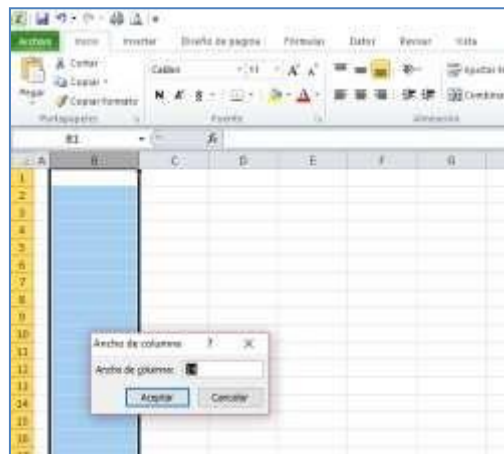 Archivo Inicio Insertar Diseño de página Fórmulas Datos Revisar Vista
Cortar
Copiar
Copiar formato
Pegar
Calibri 11 A A
N K S A
Ajustar
Combinar
Portapapeles Fuente Alineación
B1 fx
A B C D E F G
1
2
3
4
5
6
7
8
9
10
11
12
13
14
15
16
Ancho de columna ? X
Ancho de columna:
Aceptar Cancelar